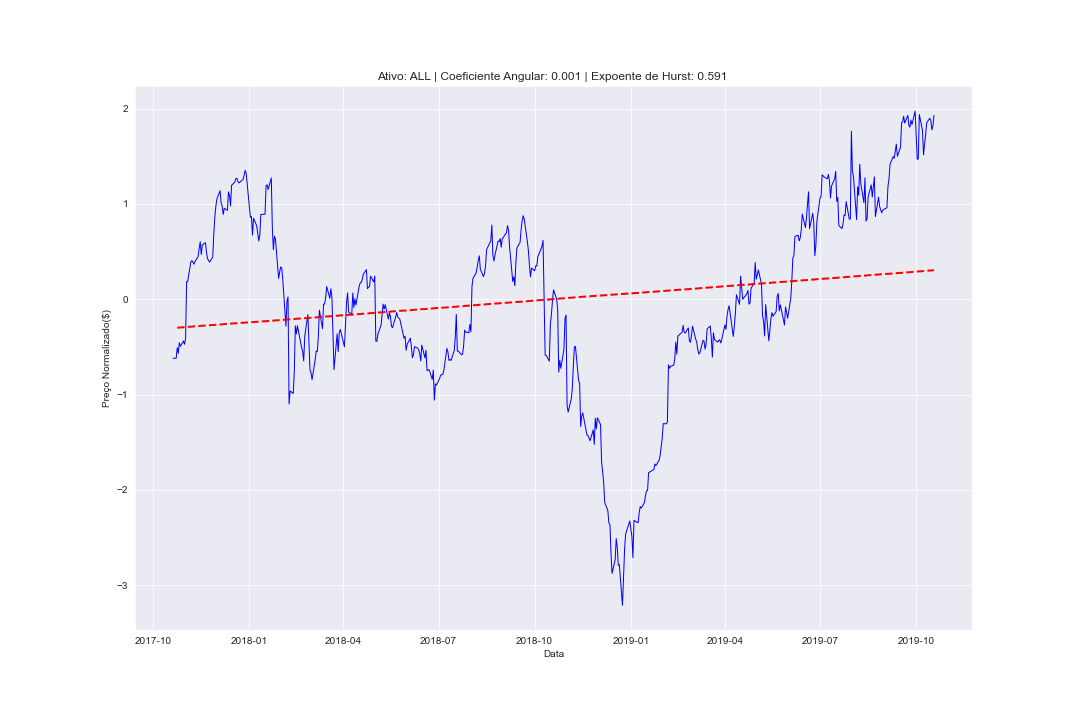 Ativo: ALL | Coeficiente Angular: 0.001 | Expoente de Hurst: 0.591
Preço Normalizado($)
2
1
0
−1
−2
−3
2017-10 2018-01 2018-04 2018-07 2018-10 2019-01 2019-04 2019-07 2019-10
Data